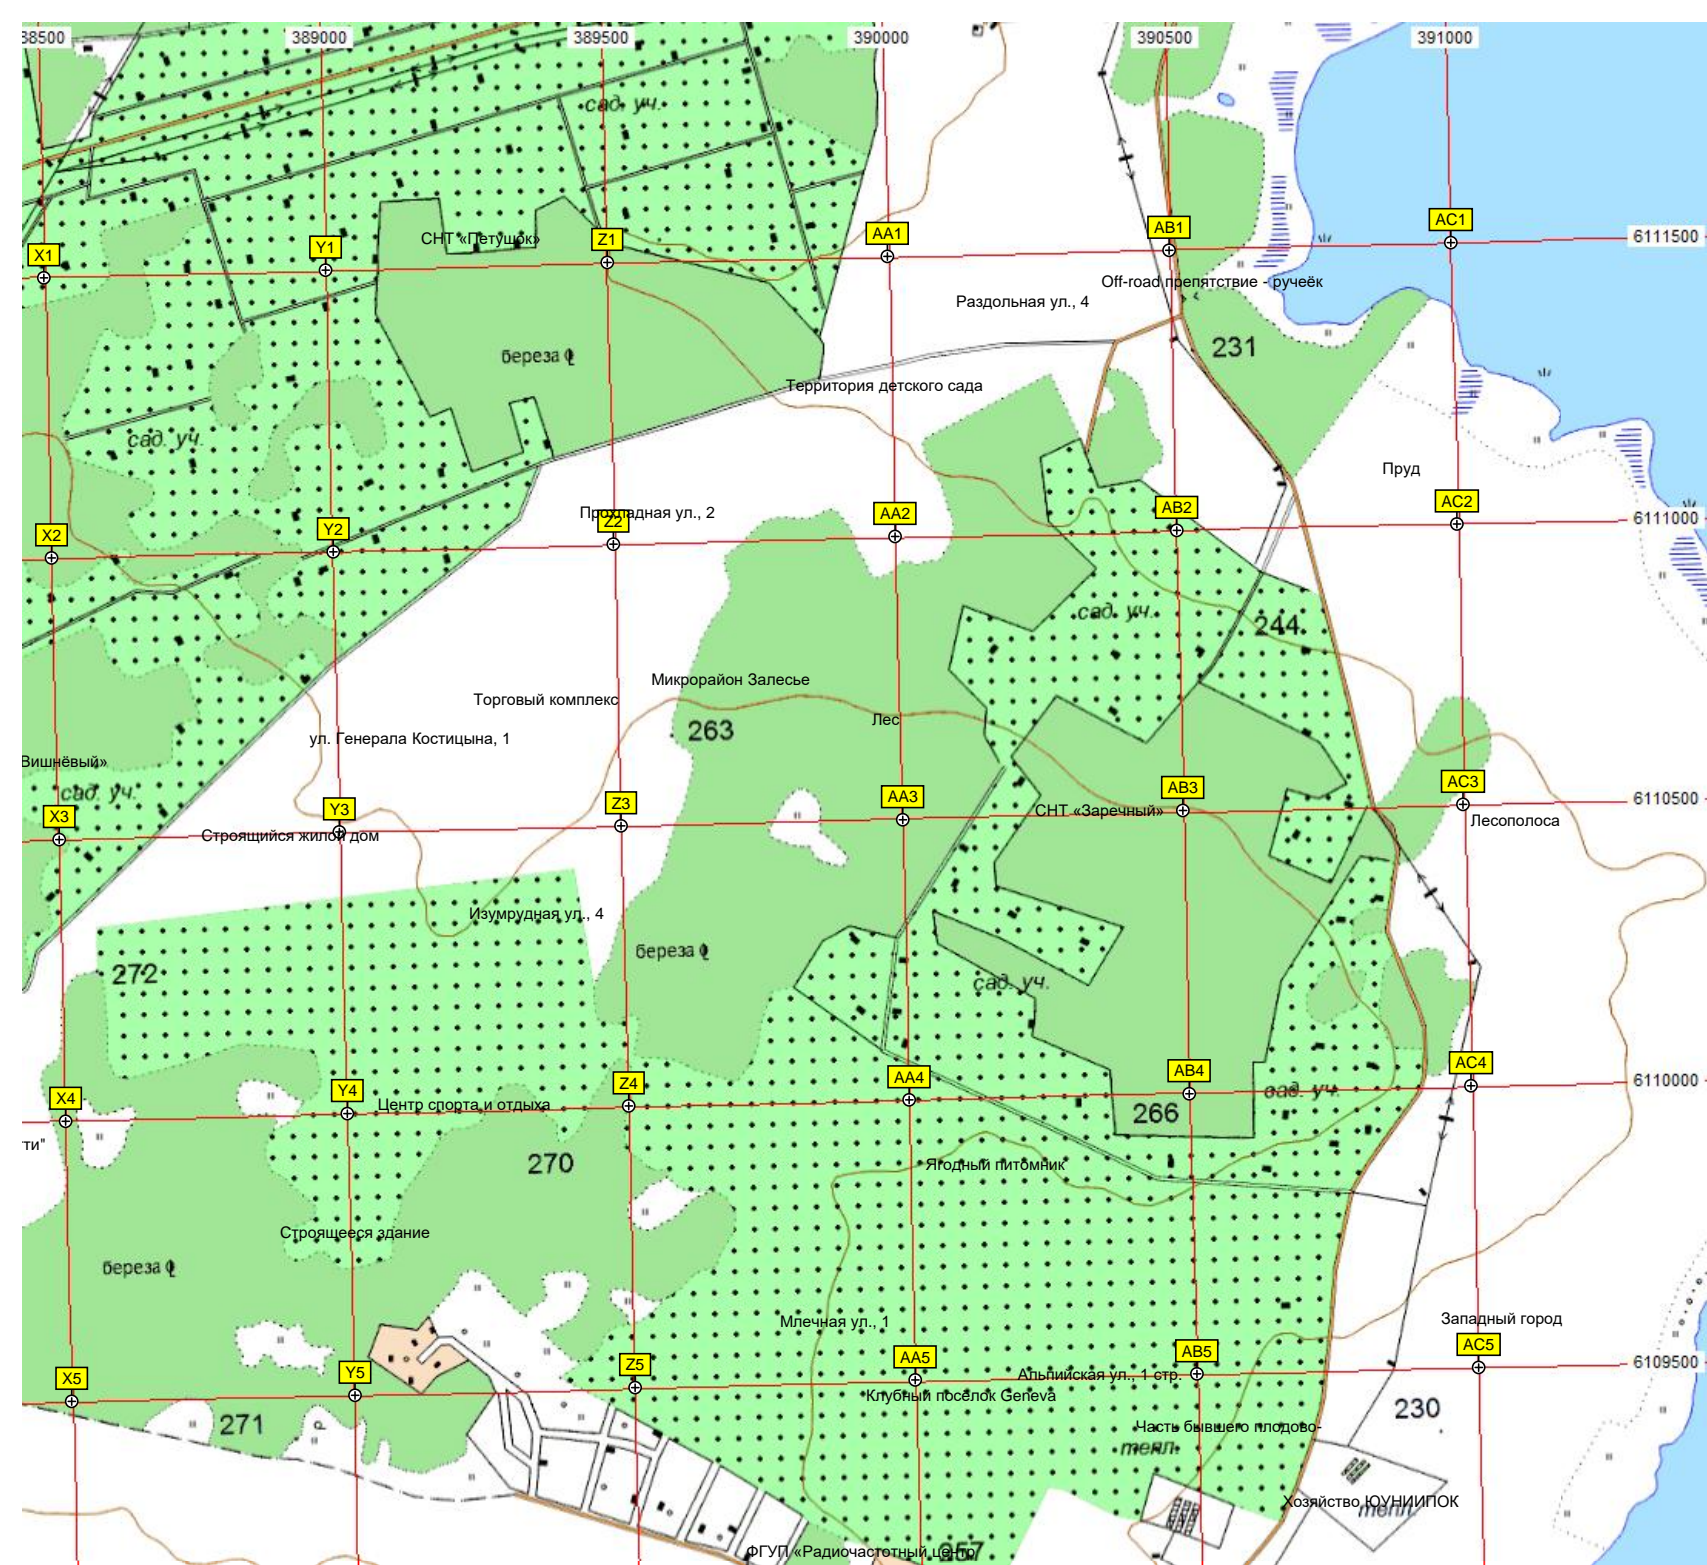 88500 389000 389500 390000 390500 391000
сад. уч.
X1 Y1 СНТ «Петушок» Z1 AA1 AB1 AC1 6111500
Off-road препятствие - ручеёк
Раздольная ул., 4
231
береза
Территория детского сада
сад. уч.
Пруд
X2 Y2 Z2 Прохладная ул., 2 AA2 AB2 AC2 6111000
сад. уч.
244
Микрорайон Залесье
Торговый комплекс
Лес
263
ул. Генерала Костицына, 1
Вишнёвый»
сад. уч.
X3 Y3 Z3 AA3 AB3 AC3 6110500
СНТ «Заречный»
Лесополоса
Строящийся жилой дом
Изумрудная ул., 4
береза
272
сад. уч.
X4 Y4 Z4 AA4 AB4 AC4 6110000
сад. уч.
Центр спорта и отдыха
266
ти"
270
Ягодный питомник
Строящееся здание
береза
Млечная ул., 1
Западный город
X5 Y5 Z5 AA5 AB5 AC5 6109500
Альпийская ул., 1 стр.
Клубный поселок Geneva
230
271
Часть бывшего плодово-
тепл.
Хозяйство ЮУНИИПОК
тепл.
ФГУП «Радиочастотный центр
257